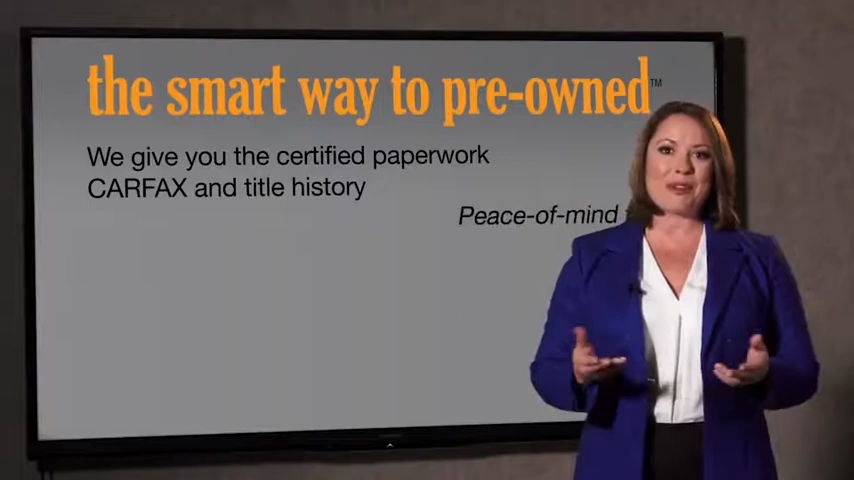 the smart way to pre-owned™
We give you the certified paperwork
CARFAX and title history
Peace-of-mind